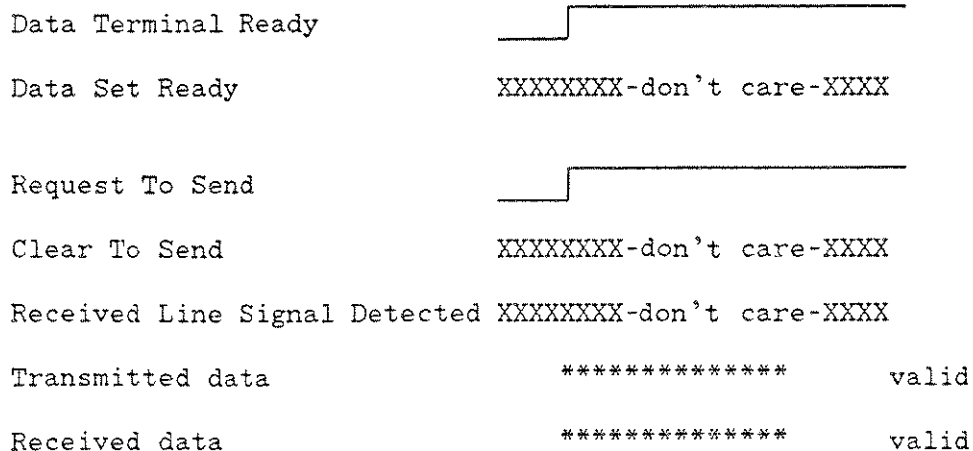 Data Terminal Ready
Data Set Ready XXXXXXXX-don't care-XXXX
Request To Send
Clear To Send XXXXXXXX-don't care-XXXX
Received Line Signal Detected XXXXXXXX-don't care-XXXX
Transmitted data ************** valid
Received data ************** valid